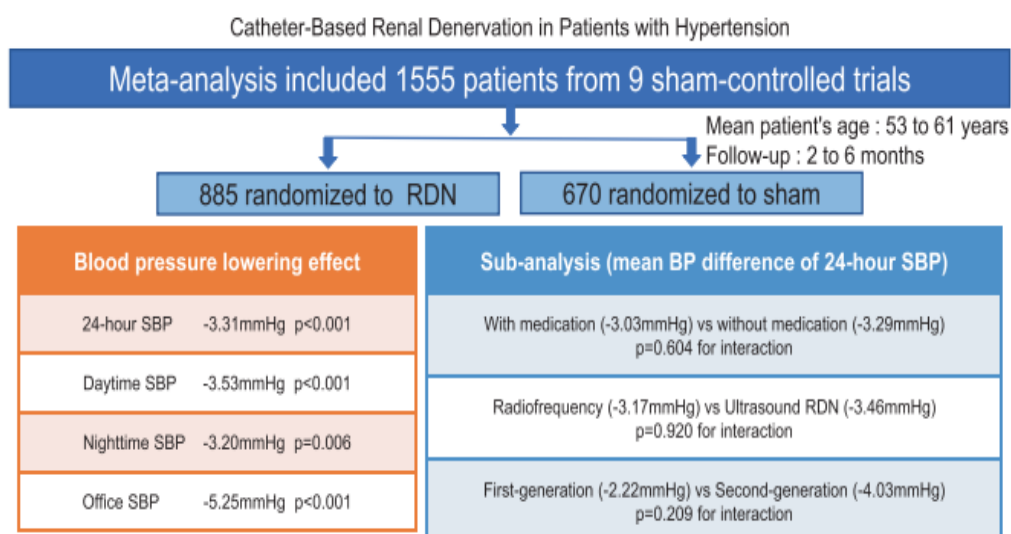 Catheter-Based Renal Denervation in Patients with Hypertension
Meta-analysis included 1555 patients from 9 sham-controlled trials
Mean patient's age : 53 to 61 years
Follow-up : 2 to 6 months
885 randomized to RDN
670 randomized to sham
Blood pressure lowering effect
24-hour SBP -3.31mmHg p<0.001
Daytime SBP -3.53mmHg p<0.001
Nighttime SBP -3.20mmHg p=0.006
Office SBP -5.25mmHg p<0.001
Sub-analysis (mean BP difference of 24-hour SBP)
With medication (-3.03mmHg) vs without medication (-3.29mmHg)
p=0.604 for interaction
Radiofrequency (-3.17mmHg) vs Ultrasound RDN (-3.46mmHg)
p=0.920 for interaction
First-generation (-2.22mmHg) vs Second-generation (-4.03mmHg)
p=0.209 for interaction